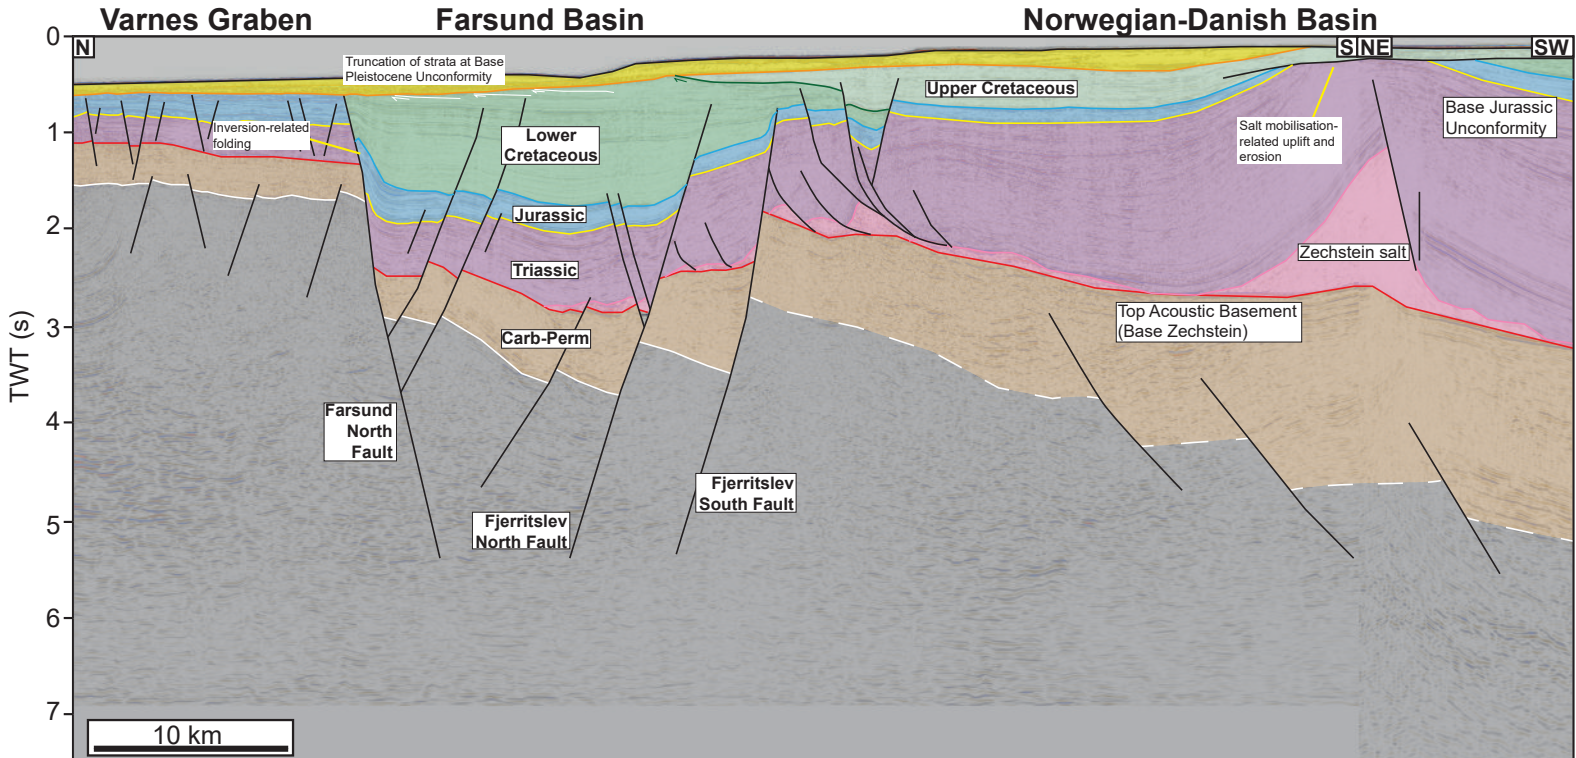 Varnes Graben
Farsund Basin
Norwegian-Danish Basin
0
N
S
NE
SW
Truncation of strata at Base
Pleistocene Unconformity
Upper Cretaceous
Base Jurassic
Unconformity
1
Inversion-related
folding
Lower
Cretaceous
Salt mobilisation-
related uplift and
erosion
2
Jurassic
Triassic
Zechstein salt
3
TWT (s)
Carb-Perm
Top Acoustic Basement
(Base Zechstein)
4
Farsund
North
Fault
Fjerritslev
South Fault
5
Fjerritslev
North Fault
6
7
10 km